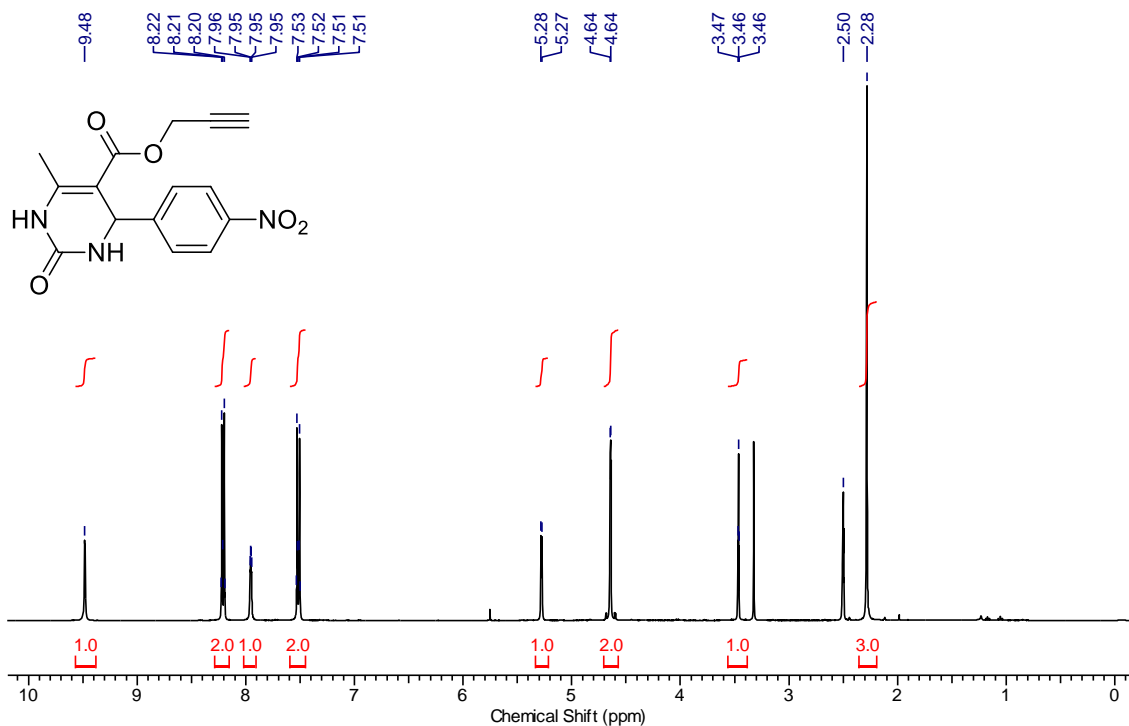 9.48
8.22
8.21
8.20
7.96
7.95
7.95
7.95
7.53
7.52
7.51
7.51
5.28
5.27
4.64
4.64
3.47
3.46
3.46
2.50
2.28
O
O
HN
NH
O
NO2
1.0 2.0 1.0 2.0 1.0 2.0 1.0 3.0
10 9 8 7 6 5 4 3 2 1 0
Chemical Shift (ppm)